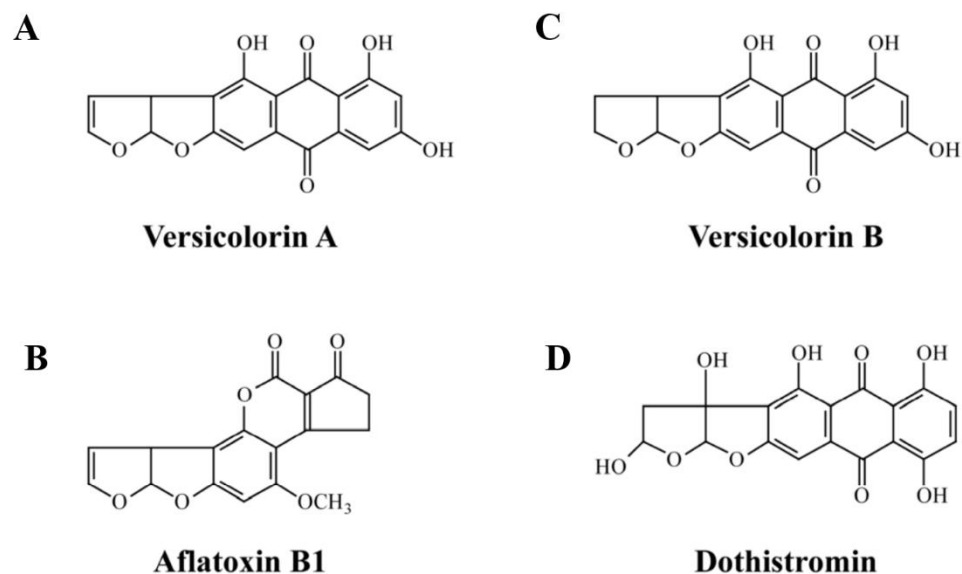 A
OH
O
OH
O
O
O
OH
Versicolorin A
C
OH
O
OH
O
O
O
OH
Versicolorin B
B
O
O
O
O
O
OCH3
Aflatoxin B1
D
OH
OH
O
OH
HO
O
O
O
OH
Dothistromin